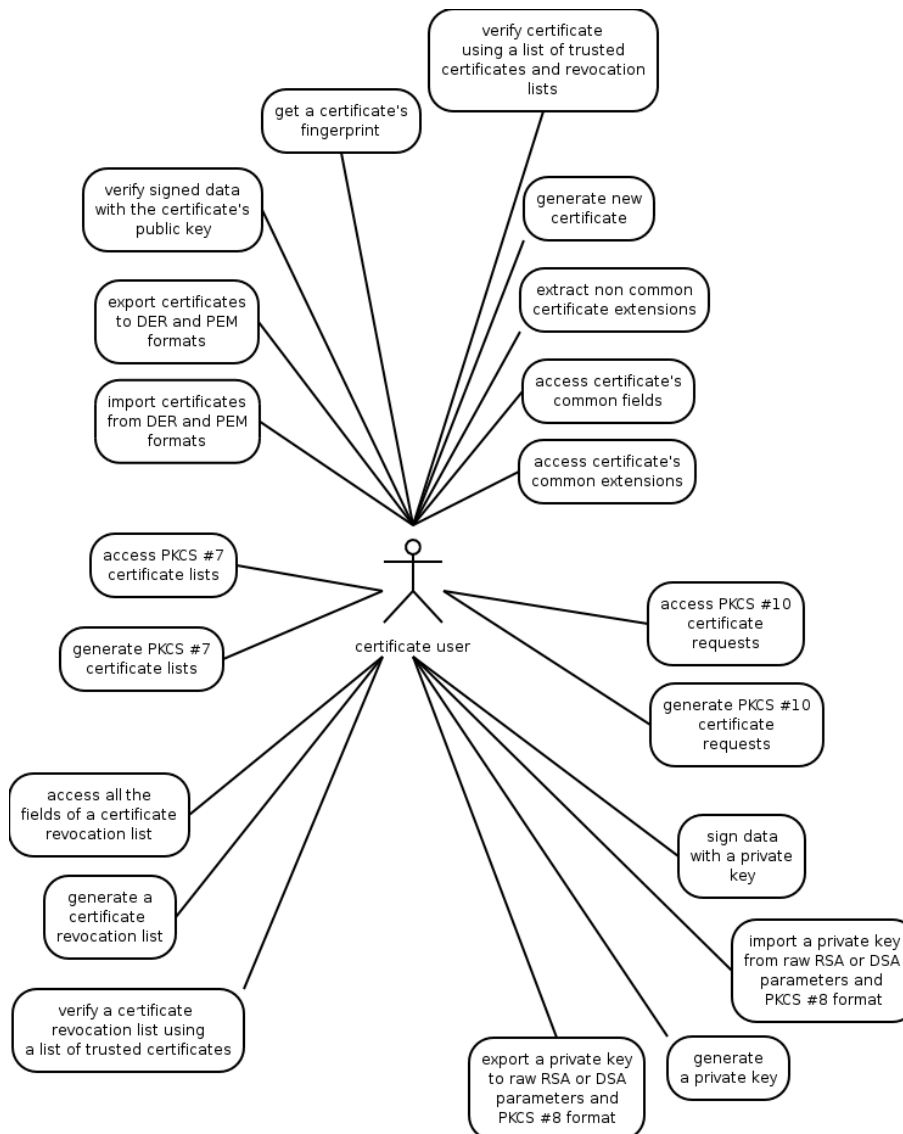 verify certificate
using a list of trusted
certificates and revocation
lists
get a certificate's
fingerprint
verify signed data
with the certificate's
public key
generate new
certificate
export certificates
to DER and PEM
formats
extract non common
certificate extensions
import certificates
from DER and PEM
formats
access certificate's
common fields
access certificate's
common extensions
access PKCS #7
certificate lists
generate PKCS #7
certificate lists
certificate user
access PKCS #10
certificate
requests
generate PKCS #10
certificate
requests
access all the
fields of a certificate
revocation list
sign data
with a private
key
generate a
certificate
revocation list
import a private key
from raw RSA or DSA
parameters and
PKCS #8 format
verify a certificate
revocation list using
a list of trusted certificates
export a private key
to raw RSA or DSA
parameters and
PKCS #8 format
generate
a private key